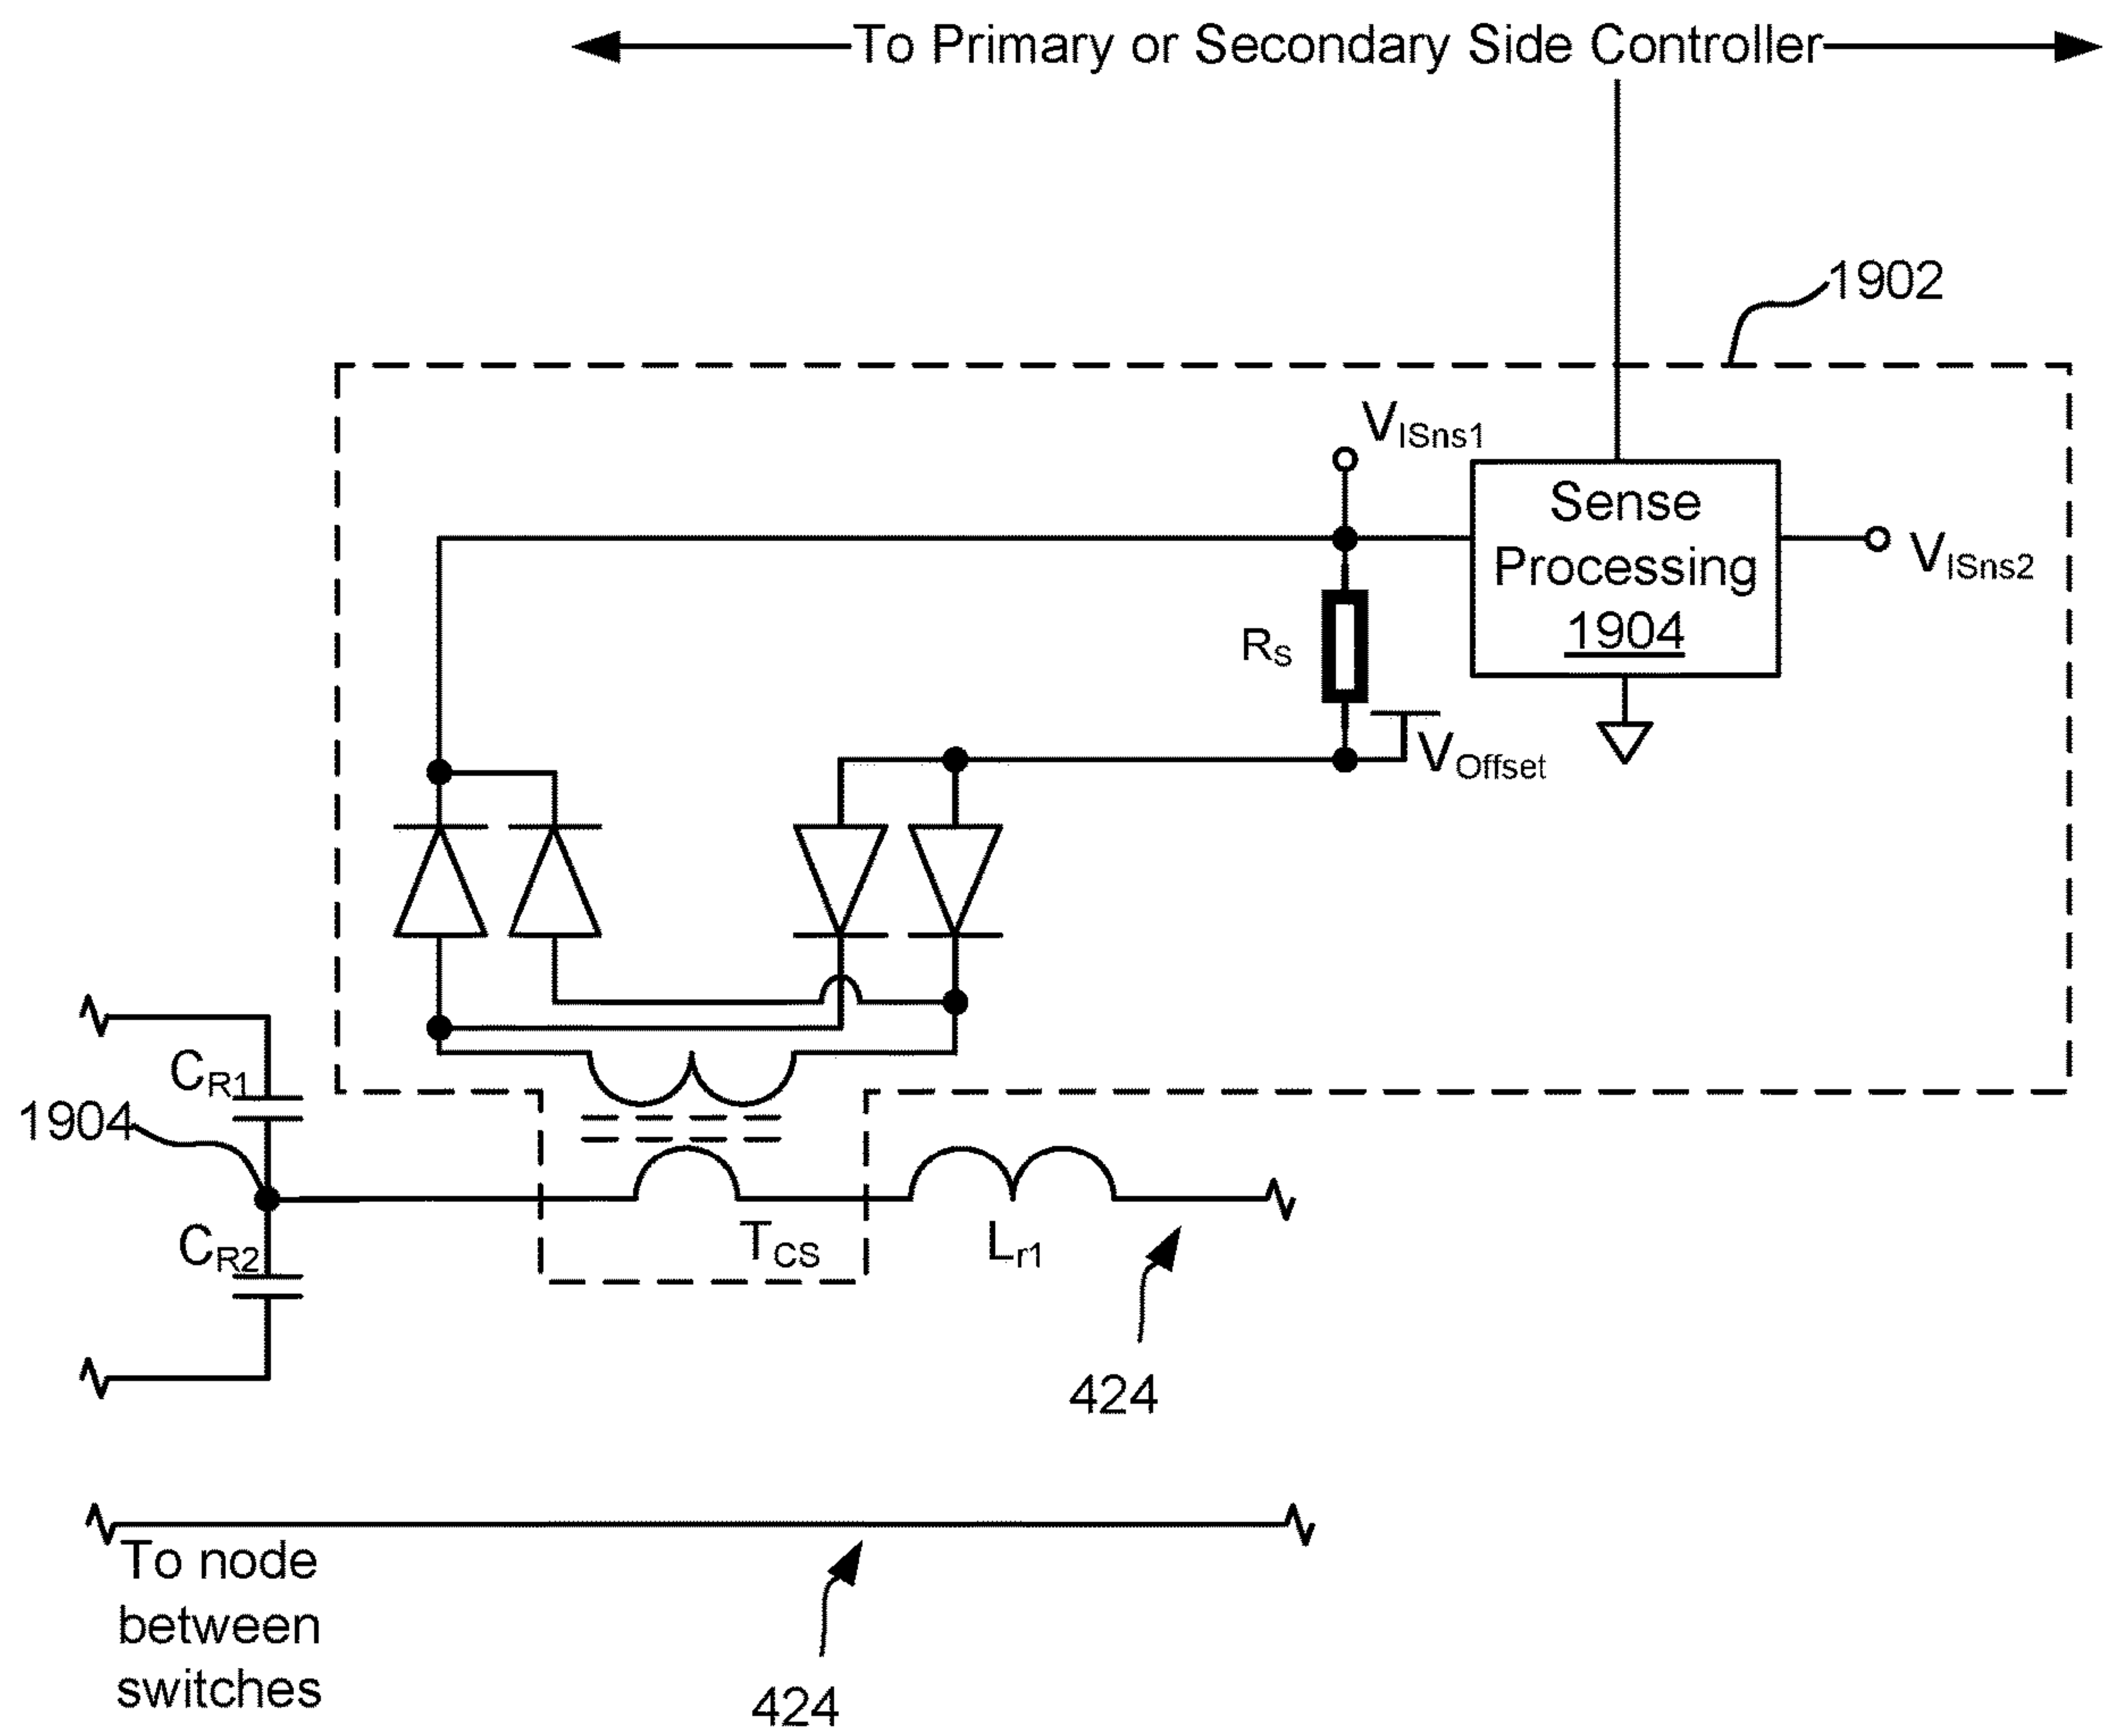 To Primary or Secondary Side Controller
1902
VISns1
Sense
Processing
1904
VISns2
RS
VOffset
CR1
1904
CR2
TCS
Lr1
424
To node
between
switches
424